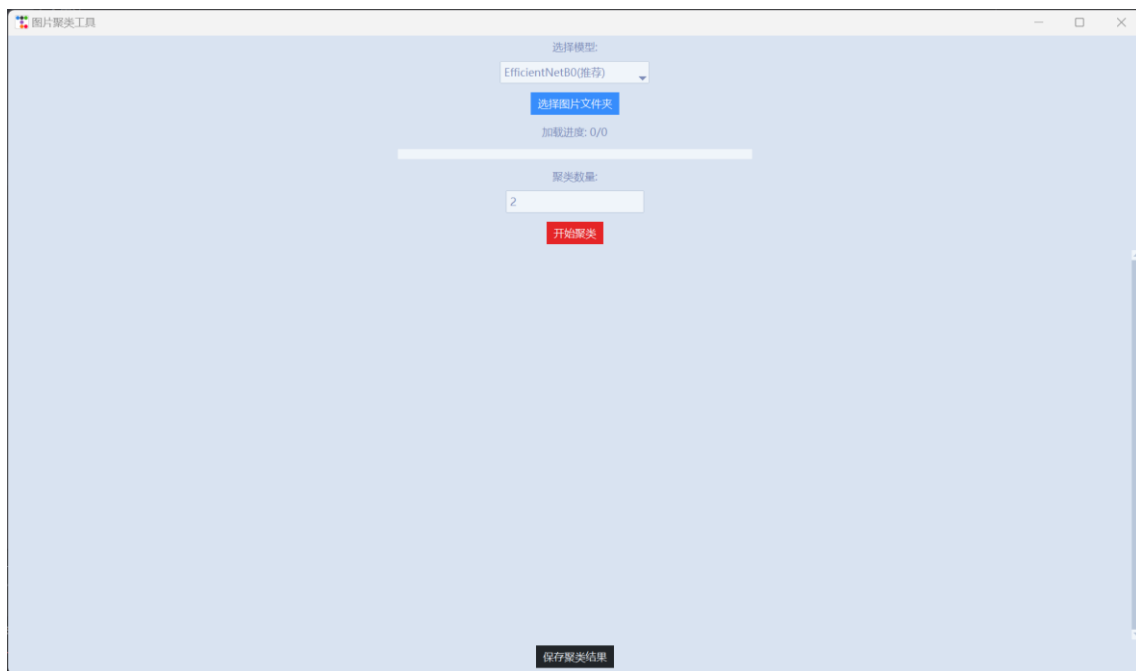 图片聚类工具
选择模型:
EfficientNetB0(推荐)
选择图片文件夹
加载进度: 0/0
聚类数量:
2
开始聚类
保存聚类结果